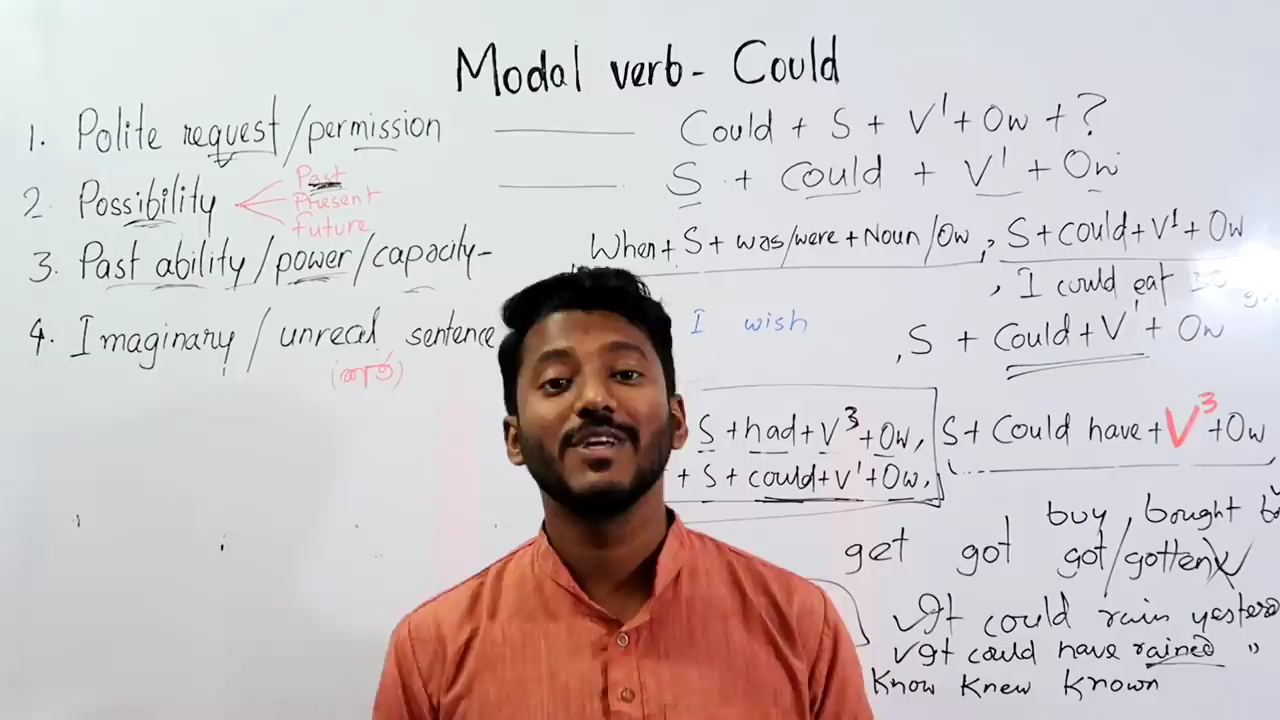 Modal verb- Could
1. Polite request/permission Could + S + V¹+Ow +?
2. Possibility Past S + could + V¹ + Ow
Present
future
3. Past ability/power/capacity- When+S+was/were+Noun/Ow, S+could+V¹+Ow
, I could eat 30
4. Imaginary/unreal sentence I wish ,S + Could+V¹+ Ow
S+had+V³+Ow, S+Could have+V³+Ow
+ S+could+V¹+Ow,
buy, bought
get got got/gotten
It could rain
It could have rained "
Know Knew Known